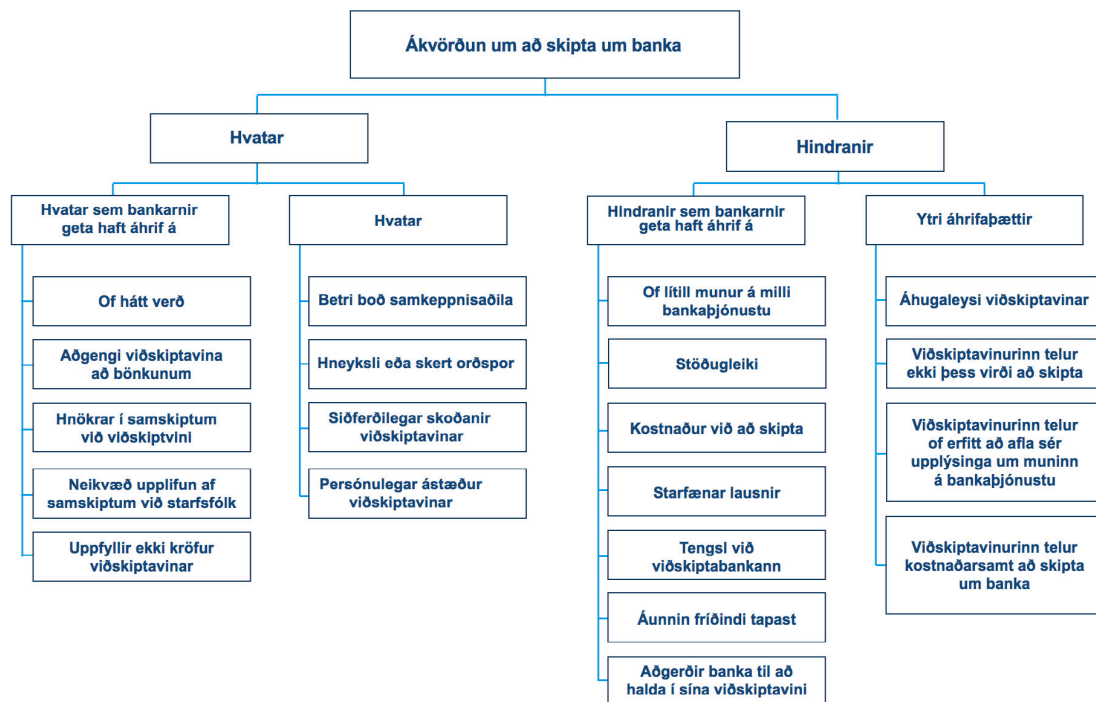 Ákvörðun um að skipta um banka
Hvatar
Hindranir
Hvatar sem bankarnir
geta haft áhrif á
Of hátt verð
Aðgengi viðskiptavina
að bönkunum
Hnökrar í samskiptum
við viðskiptvini
Neikvæð upplifun af
samskiptum við starfsfólk
Uppfyllir ekki kröfur
viðskiptavinar
Hvatar
Betri boð samkeppnisaðila
Hneyksli eða skert orðspor
Siðferðilegar skoðanir
viðskiptavinar
Persónulegar ástæður
viðskiptavinar
Hindranir sem bankarnir
geta haft áhrif á
Of lítill munur á milli
bankaþjónustu
Stöðugleiki
Kostnaður við að skipta
Starfænar lausnir
Tengsl við
viðskiptabankann
Áunnin fríðindi tapast
Aðgerðir banka til að
halda í sína viðskiptavini
Ytri áhrifaþættir
Áhugaleysi viðskiptavinar
Viðskiptavinurinn telur
ekki þess virði að skipta
Viðskiptavinurinn telur
of erfitt að afla sér
upplýsinga um muninn
á bankaþjónustu
Viðskiptavinurinn telur
kostnaðarsamt að skipta
um banka